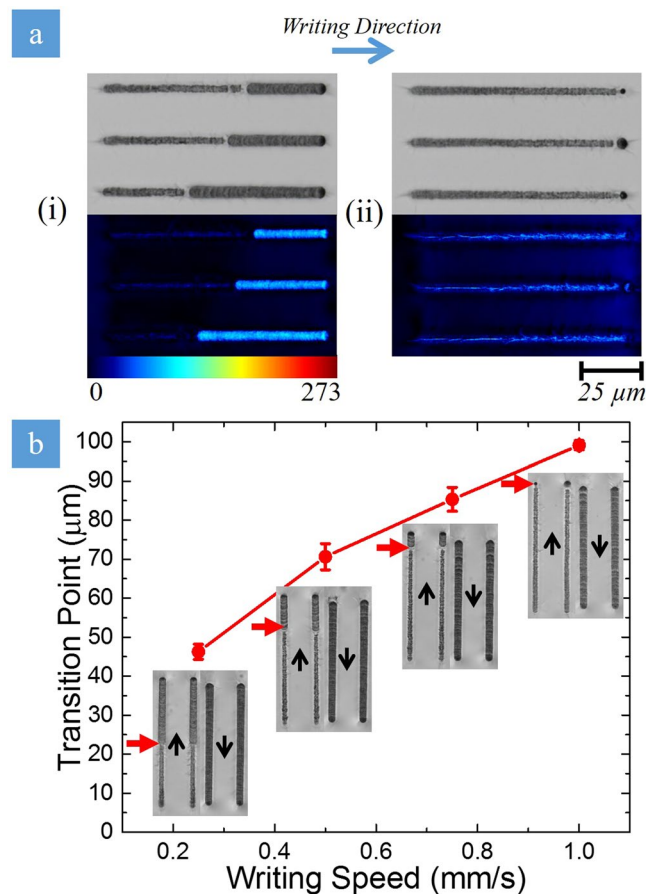 a
Writing Direction
(i)
(ii)
0
273
25 µm
b
100
90
80
70
60
50
40
30
20
10
0
Transition Point (µm)
0.2
0.4
0.6
0.8
1.0
Writing Speed (mm/s)